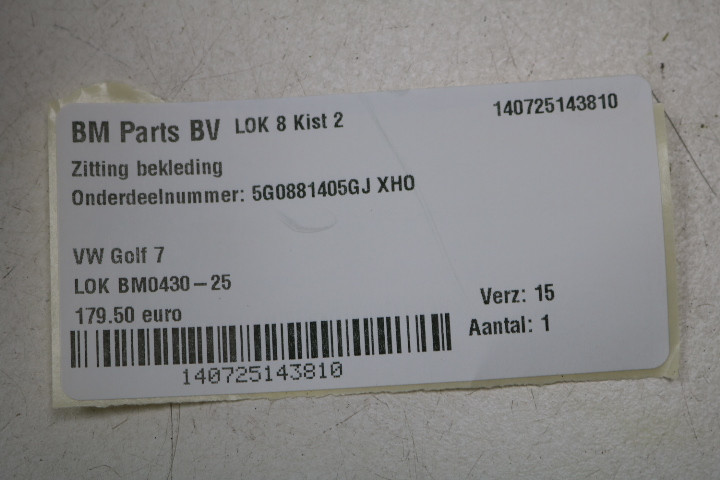 BM Parts BV LOK 8 Kist 2 140725143810
Zitting bekleding
Onderdeelnummer: 5G0881405GJ XHO
VW Golf 7
LOK BM0430-25
Verz: 15
179.50 euro
Aantal: 1
140725143810